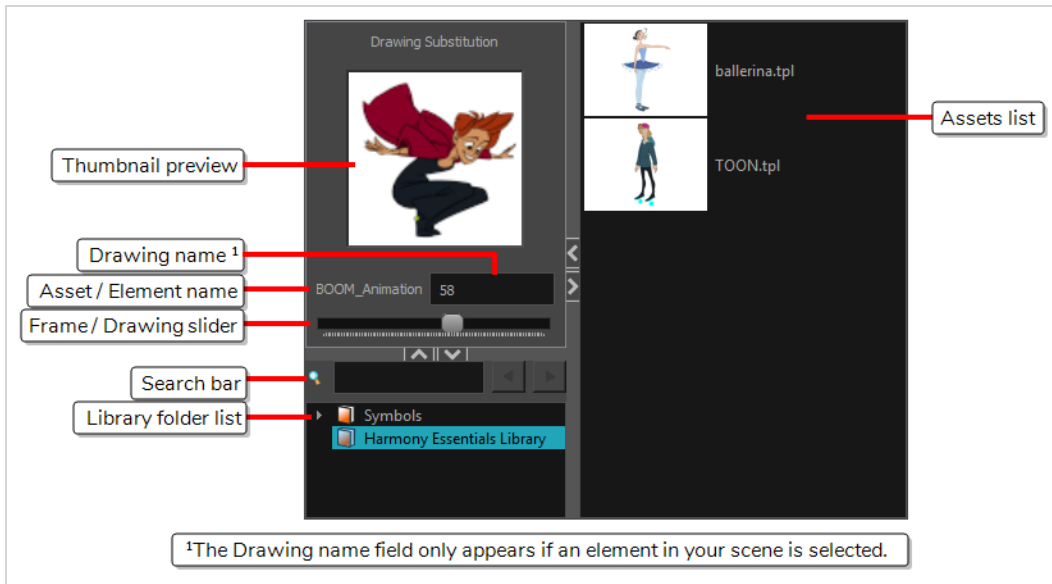 Drawing Substitution
ballerina.tpl
Assets list
Thumbnail preview
TOON.tpl
Drawing name ¹
Asset / Element name
BOOM_Animation
58
Frame / Drawing slider
Search bar
Library folder list
Symbols
Harmony Essentials Library
¹The Drawing name field only appears if an element in your scene is selected.